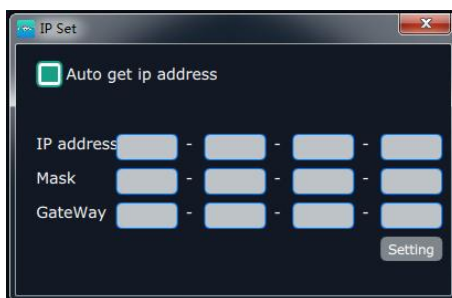 IP Set
Auto get ip address
IP address - - -
Mask - - -
GateWay - - -
Setting